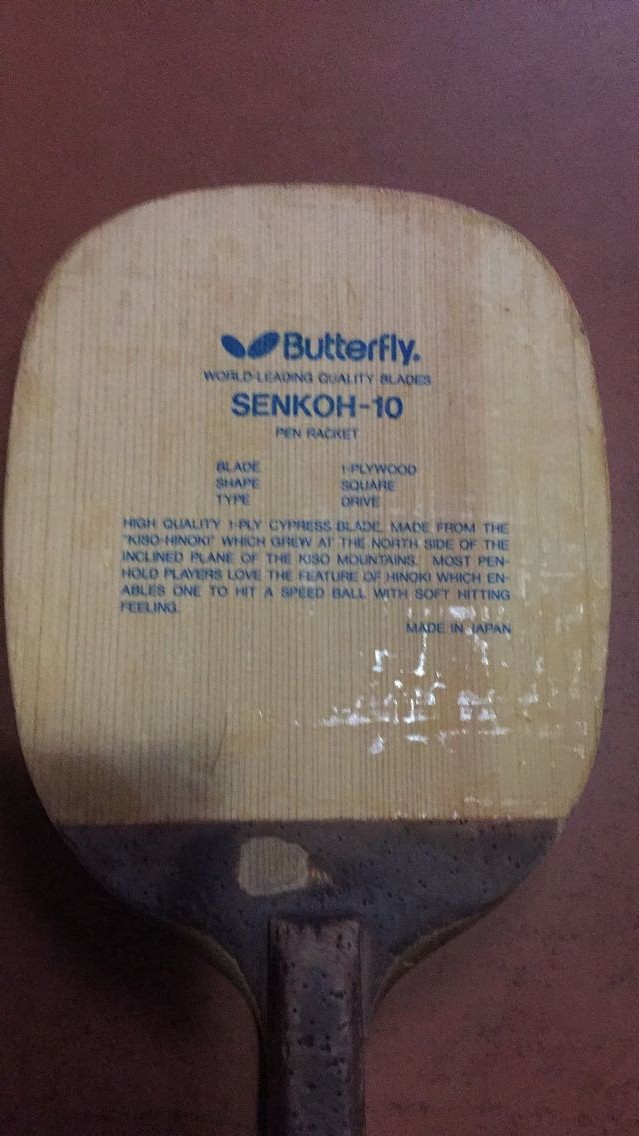 Butterfly.
WORLD-LEADING QUALITY BLADES
SENKOH-10
PEN RACKET
BLADE 1-PLYWOOD
SHAPE SQUARE
TYPE DRIVE
HIGH QUALITY 1-PLY CYPRESS BLADE, MADE FROM THE
"KISO-HINOKI" WHICH GREW AT THE NORTH SIDE OF THE
INCLINED PLANE OF THE KISO MOUNTAINS. MOST PEN-
HOLD PLAYERS LOVE THE FEATURE OF HINOKI WHICH EN-
ABLES ONE TO HIT A SPEED BALL WITH SOFT HITTING
FEELING.
MADE IN JAPAN